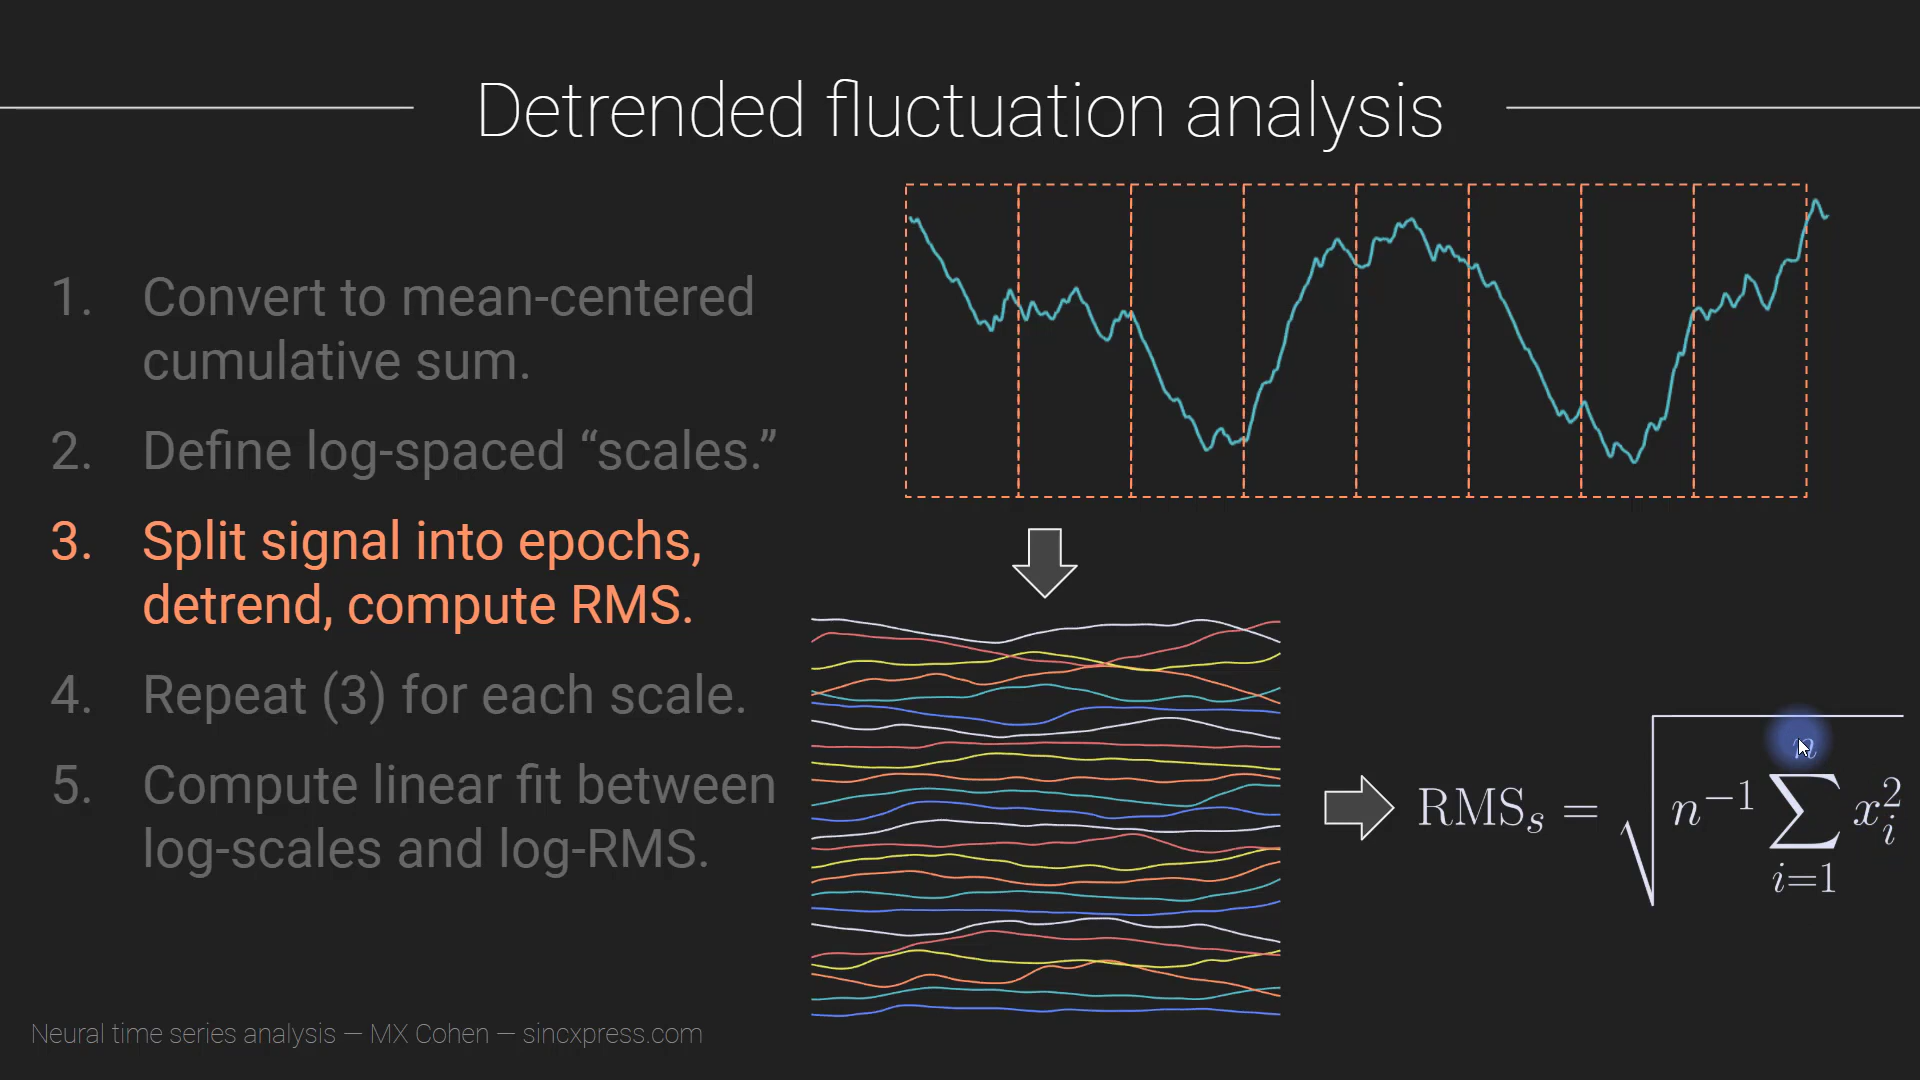 Detrended fluctuation analysis
1. Convert to mean-centered
cumulative sum.
2. Define log-spaced “scales.”
3. Split signal into epochs,
detrend, compute RMS.
4. Repeat (3) for each scale.
5. Compute linear fit between
log-scales and log-RMS.
RMSₛ = √(n⁻¹ ∑ᵢ₌₁ⁿ xᵢ²)
Neural time series analysis — MX Cohen — sincxpress.com